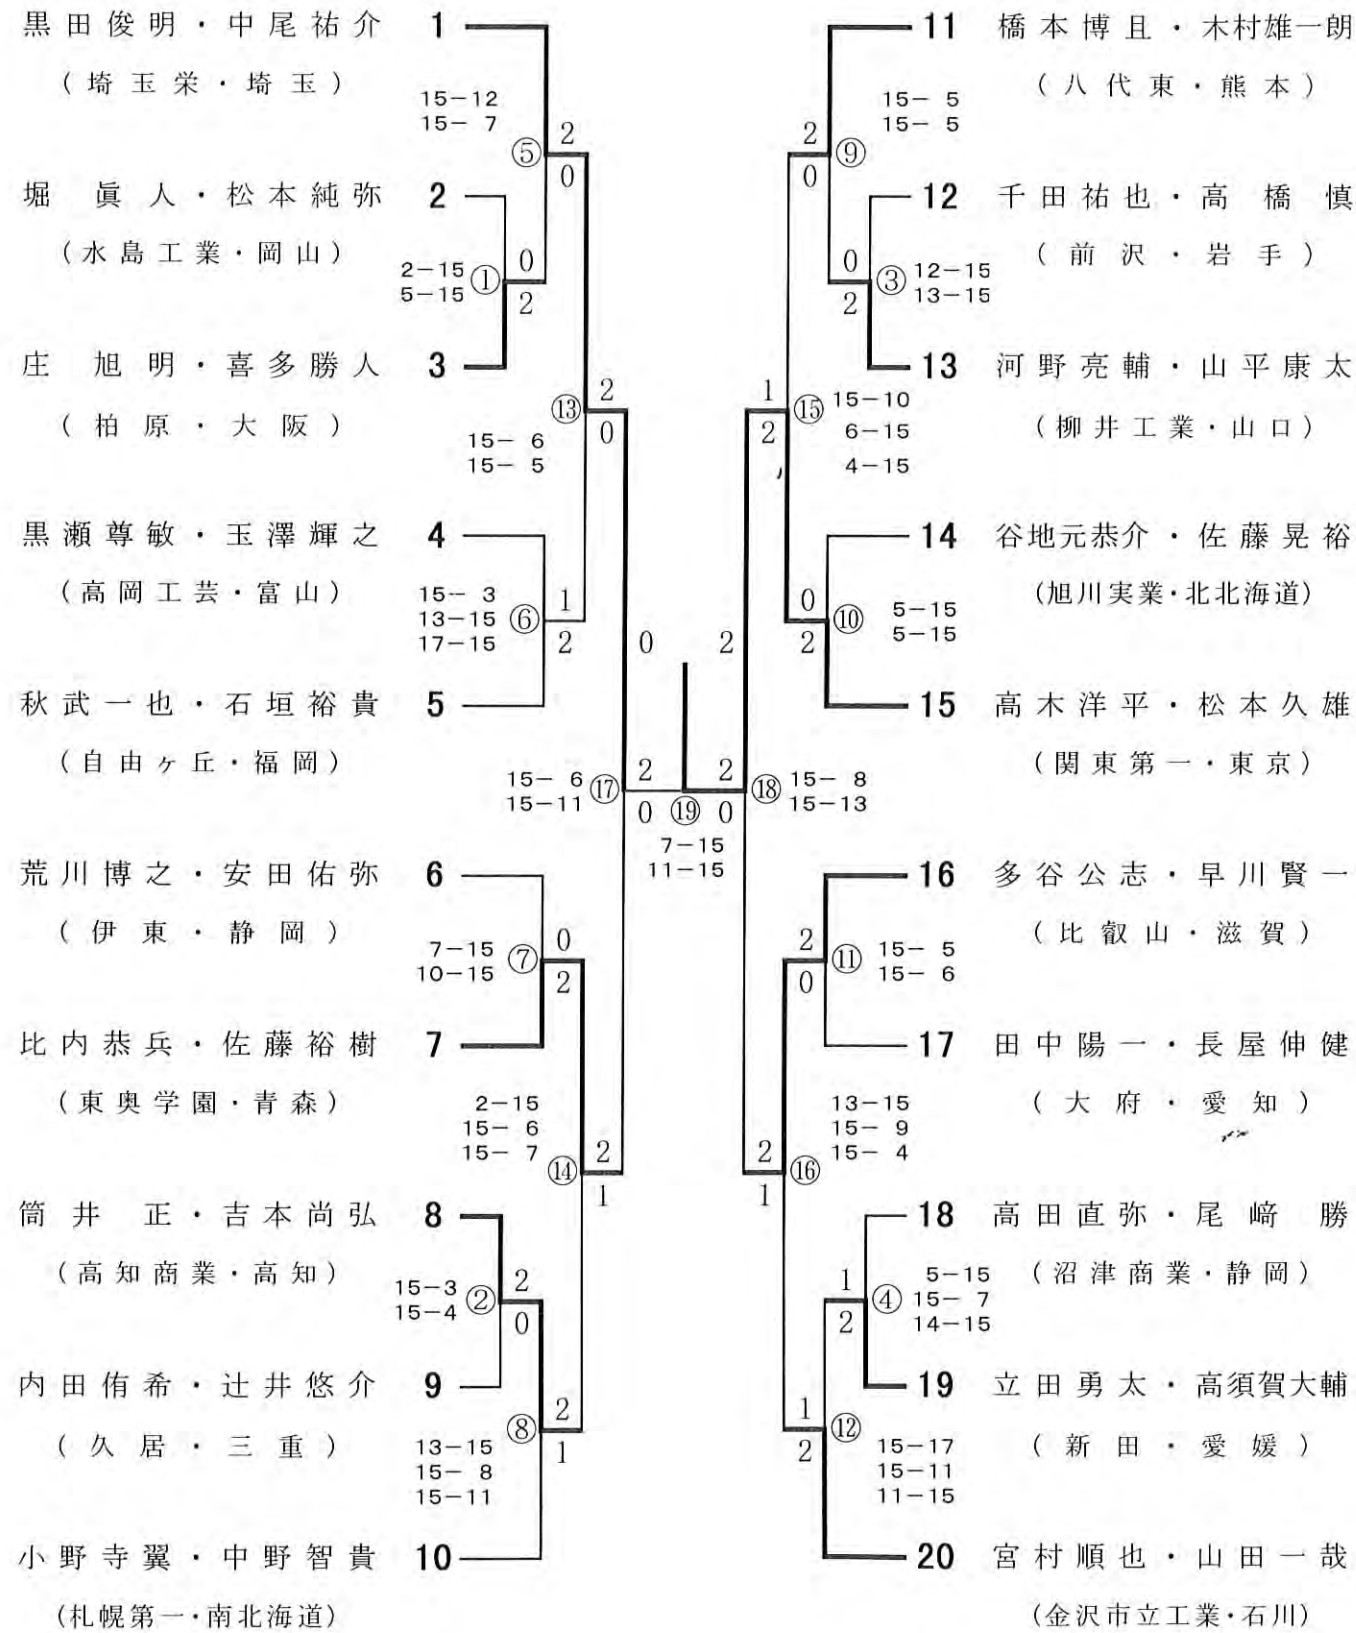 黒田俊明・中尾祐介 1
(埼玉栄・埼玉)
15−12
15− 7
⑤
2
0
堀 眞人・松本純弥 2
(水島工業・岡山)
2−15
5−15
①
0
2
庄 旭明・喜多勝人 3
(柏原・大阪)
⑬
2
0
15− 6
15− 5
黒瀬尊敏・玉澤輝之 4
(高岡工芸・富山)
15− 3
13−15
17−15
⑥
1
2
秋武一也・石垣裕貴 5
(自由ヶ丘・福岡)
15− 6
15−11
⑰
2
0
荒川博之・安田佑弥 6
(伊東・静岡)
7−15
10−15
⑦
0
2
比内恭兵・佐藤裕樹 7
(東奥学園・青森)
2−15
15− 6
15− 7
⑭
2
1
筒井 正・吉本尚弘 8
(高知商業・高知)
15−3
15−4
②
2
0
内田侑希・辻井悠介 9
(久居・三重)
⑧
2
1
13−15
15− 8
15−11
小野寺翼・中野智貴 10
(札幌第一・南北海道)
0 2
⑲
7−15
11−15
11 橋本博且・木村雄一朗
(八代東・熊本)
15− 5
15− 5
2
0
⑨
12 千田祐也・高橋 慎
(前沢・岩手)
0
2
③
12−15
13−15
13 河野亮輔・山平康太
(柳井工業・山口)
1
2
⑮
15−10
6−15
4−15
14 谷地元恭介・佐藤晃裕
(旭川実業・北北海道)
0
2
⑩
5−15
5−15
15 高木洋平・松本久雄
(関東第一・東京)
2
0
⑱
15− 8
15−13
16 多谷公志・早川賢一
(比叡山・滋賀)
2
0
⑪
15− 5
15− 6
17 田中陽一・長屋伸健
(大府・愛知)
13−15
15− 9
15− 4
2
1
⑯
18 高田直弥・尾﨑 勝
(沼津商業・静岡)
1
2
④
5−15
15− 7
14−15
19 立田勇太・高須賀大輔
(新田・愛媛)
1
2
⑫
15−17
15−11
11−15
20 宮村順也・山田一哉
(金沢市立工業・石川)